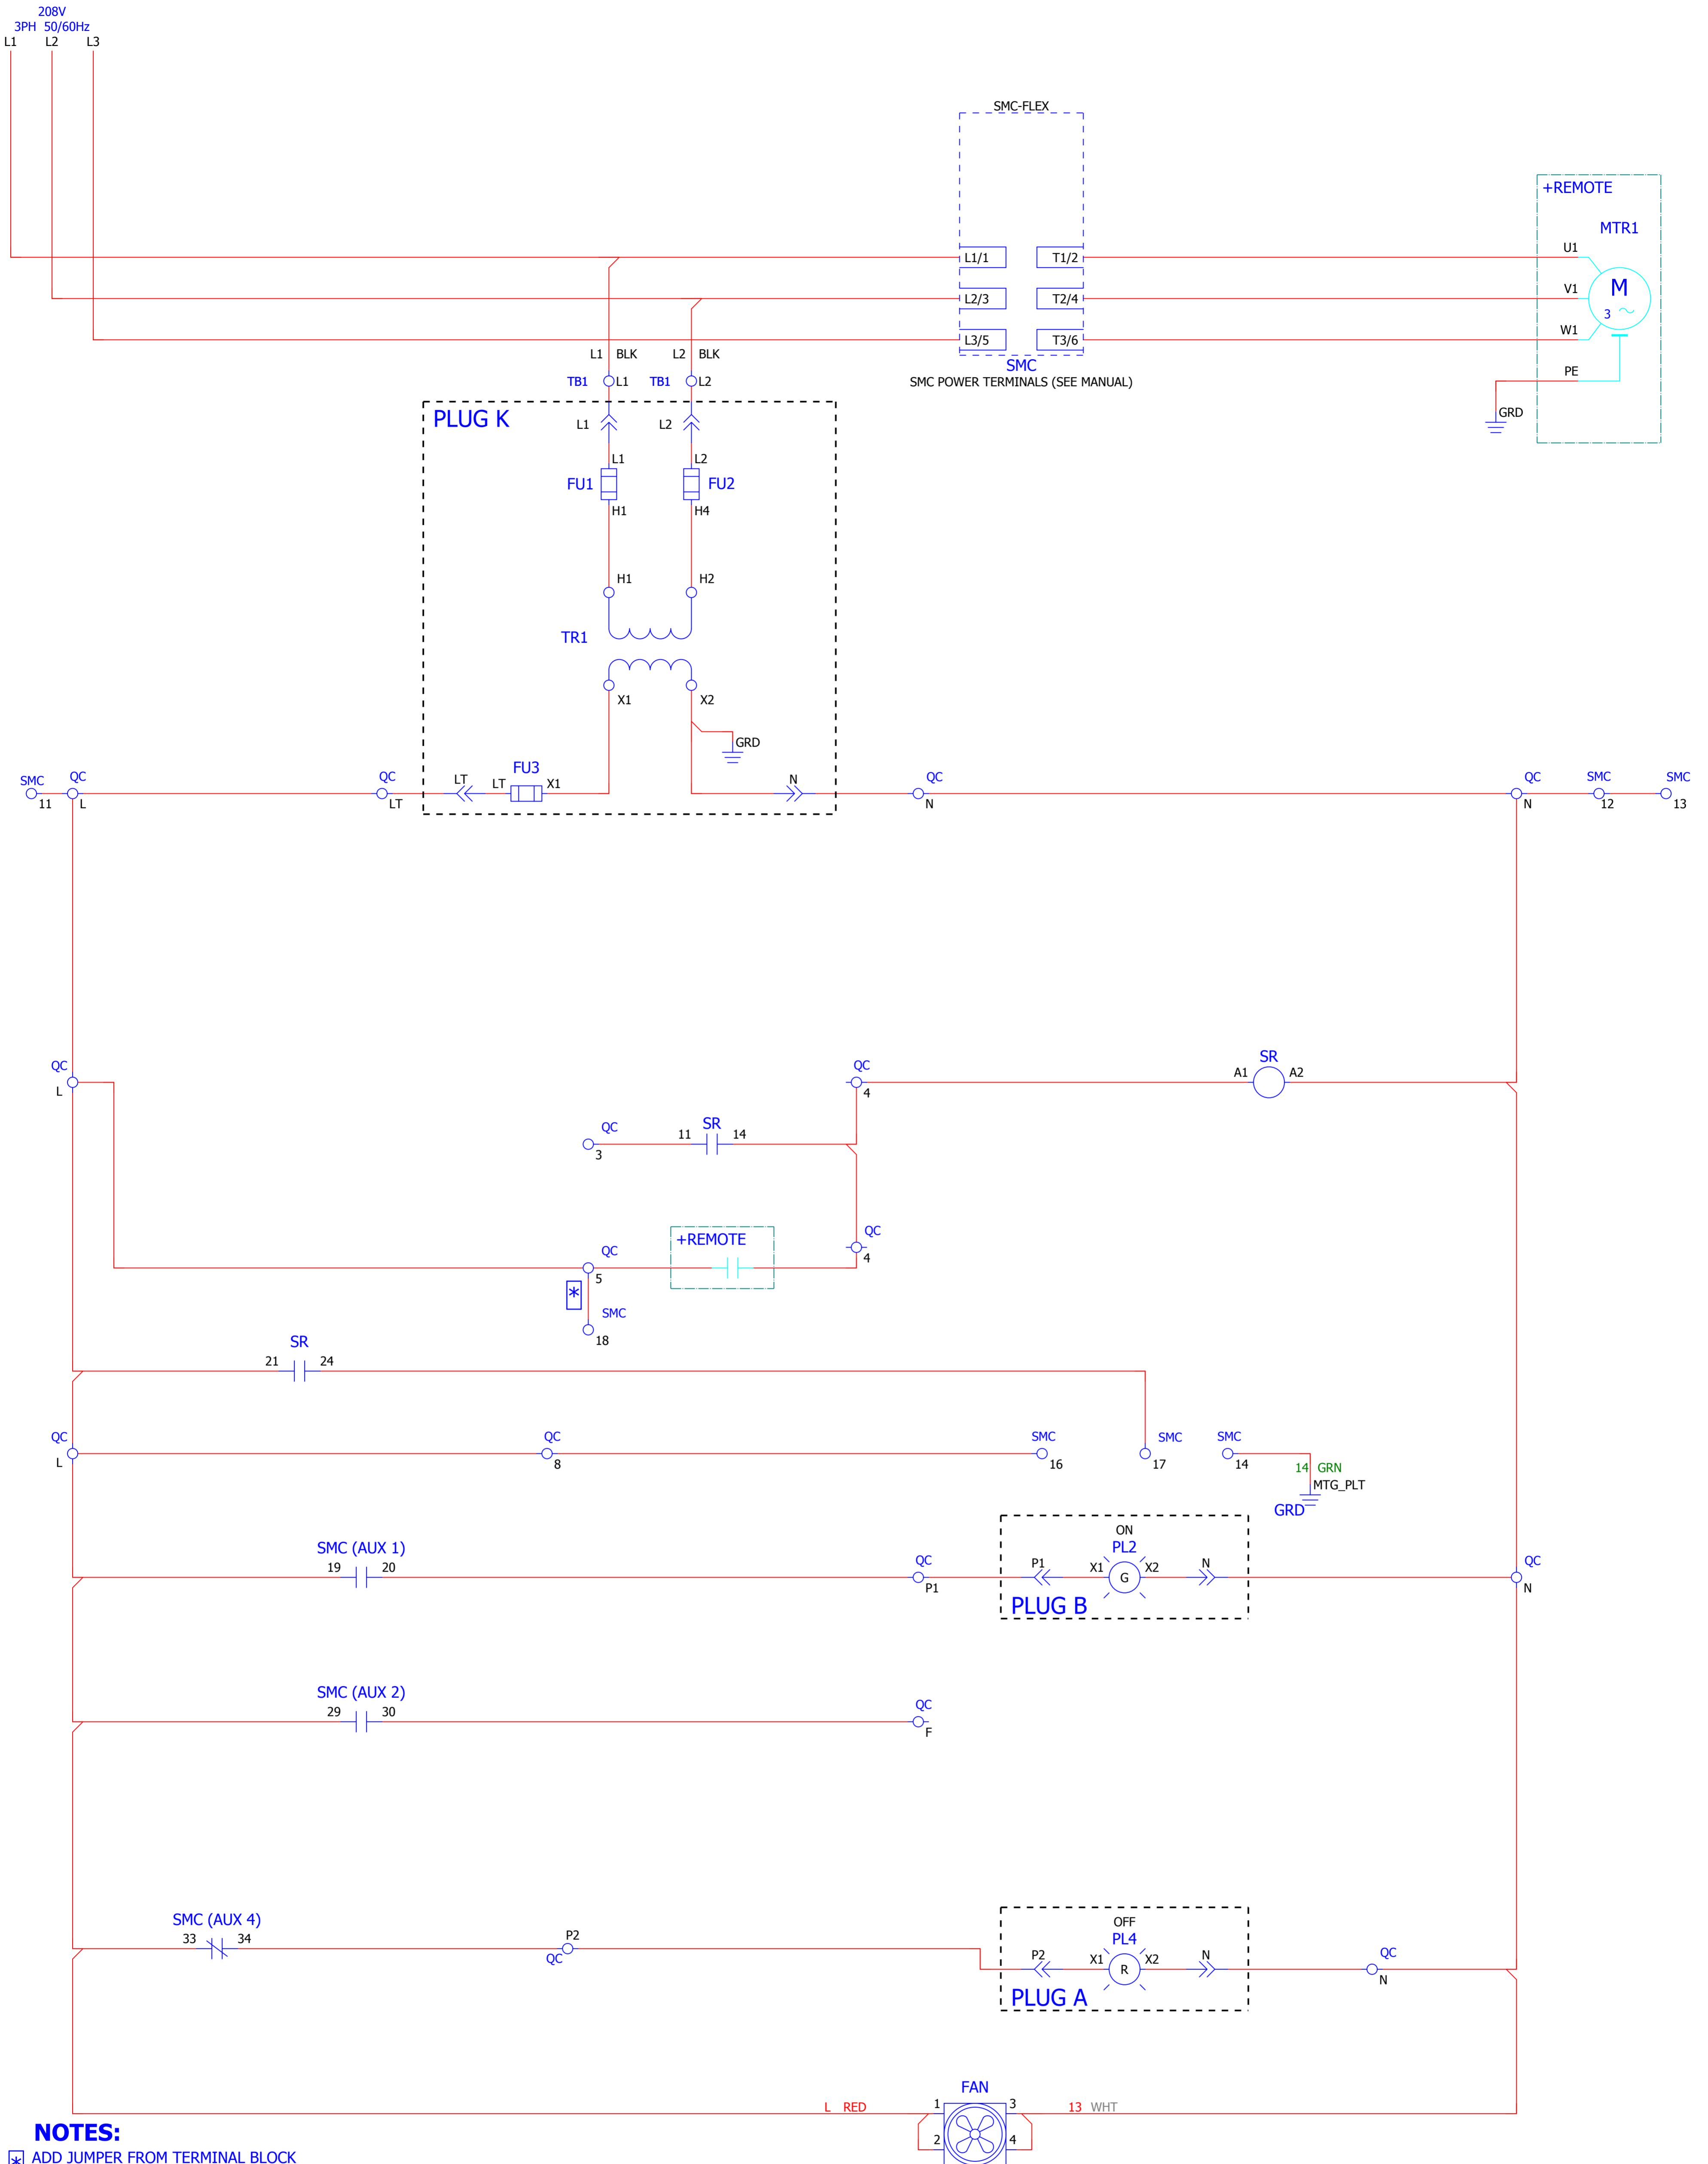 208V
3PH 50/60Hz
L1 L2 L3
SMC-FLEX
+REMOTE
MTR1
U1
L1/1 T1/2
V1 M
L2/3 T2/4
3
W1
L3/5 T3/6
L1 BLK L2 BLK
SMC
PE
TB1 L1 TB1 L2
SMC POWER TERMINALS (SEE MANUAL)
PLUG K
L1 L2
GRD
L1 L2
FU1 FU2
H1 H4
H1 H2
TR1
X1 X2
GRD
FU3
SMC QC QC LT LT X1 N QC QC SMC SMC
11 L LT N N 12 13
QC QC SR
L 4 A1 A2
QC SR
3 11 14
+REMOTE QC
4
QC
5
*
SMC
18
SR
21 24
QC QC SMC SMC SMC
L 8 16 17 14
14 GRN
MTG_PLT
GRD
ON
SMC (AUX 1) PL2
19 20 QC P1 X1 G X2 N QC
P1 N
PLUG B
SMC (AUX 2)
29 30 QC
F
OFF
SMC (AUX 4) PL4
33 34 P2 P2 X1 R X2 N QC
QC N
PLUG A
FAN
L RED 1 3 13 WHT
2 4
NOTES:
* ADD JUMPER FROM TERMINAL BLOCK